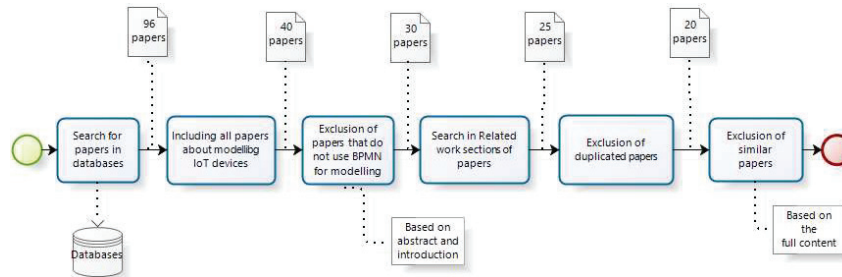 96
papers
40
papers
30
papers
25
papers
20
papers
Search for
papers in
databases
Including all papers
about modellibg
IoT devices
Exclusion of
papers that do
not use BPMN
for modelling
Search in Related
work sections of
papers
Exclusion of
duplicated papers
Exclusion of
similar
papers
Databases
Based on
abstract and
introduction
Based on
the
full content